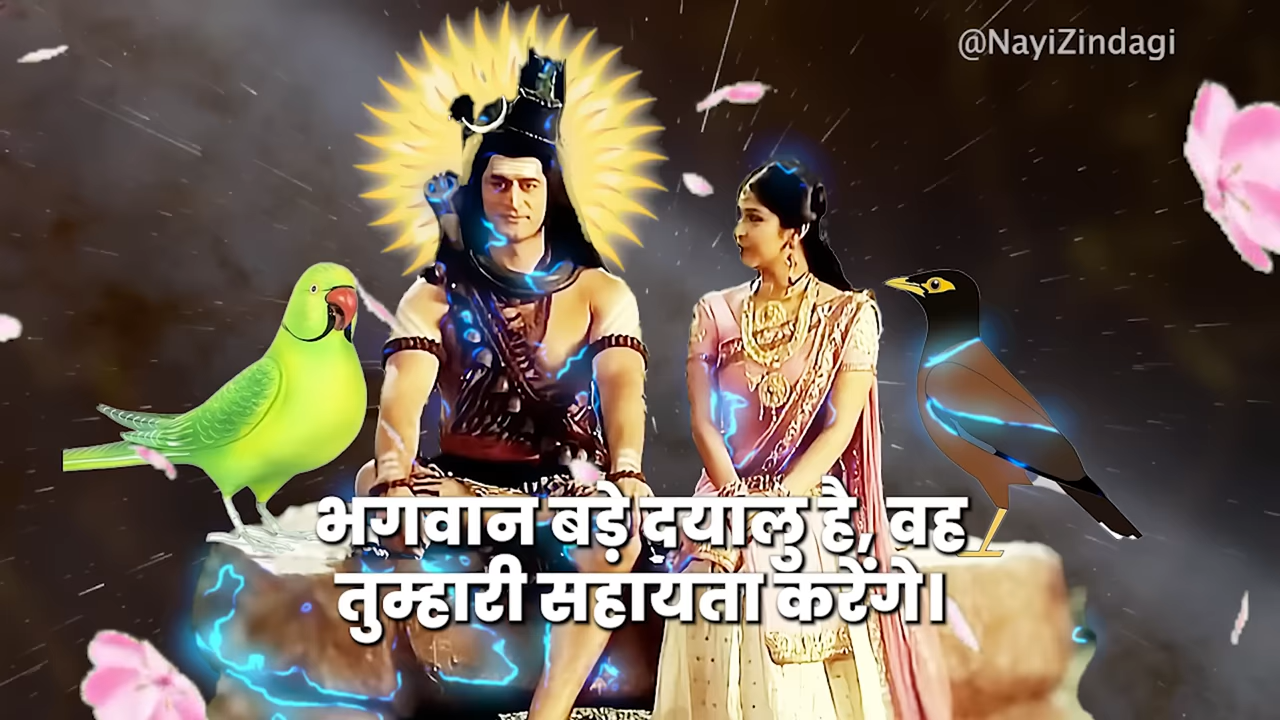 @NayiZindagi
भगवान बड़े दयालु है, वह
तुम्हारी सहायता करेंगे।